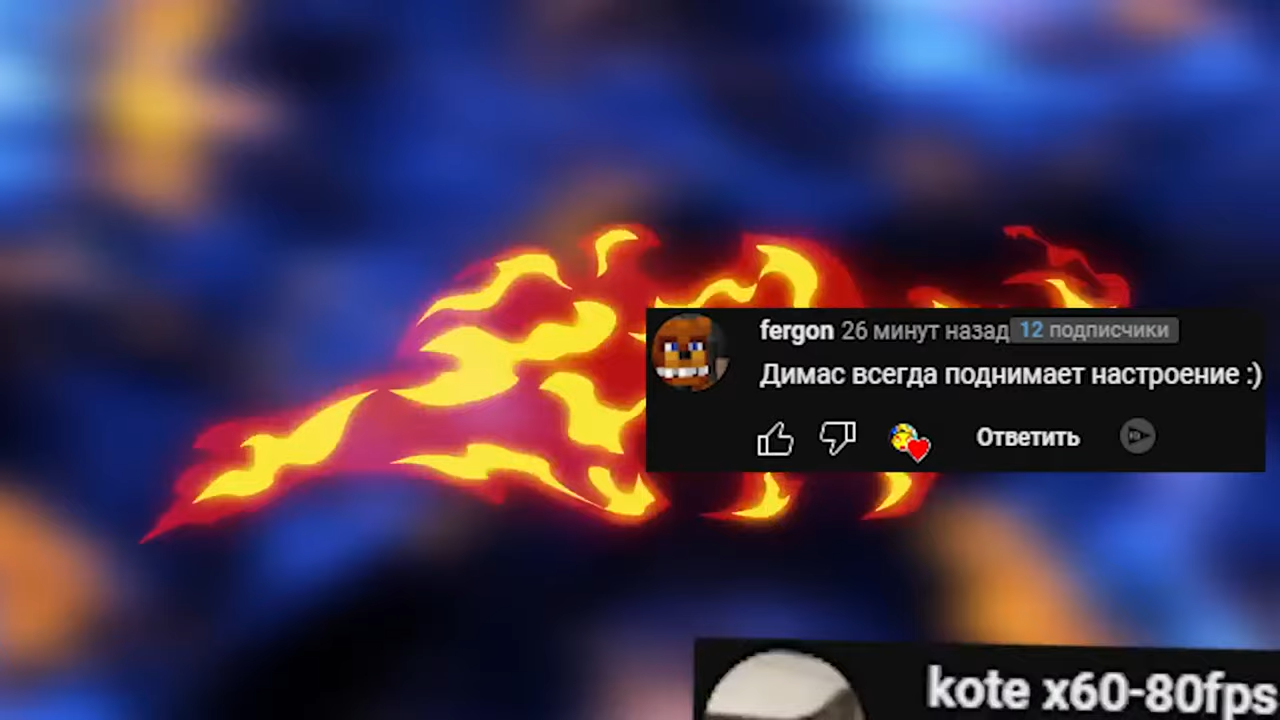 fergon 26 минут назад 12 подписчики
Димас всегда поднимает настроение :)
Ответить
kote x60-80fps